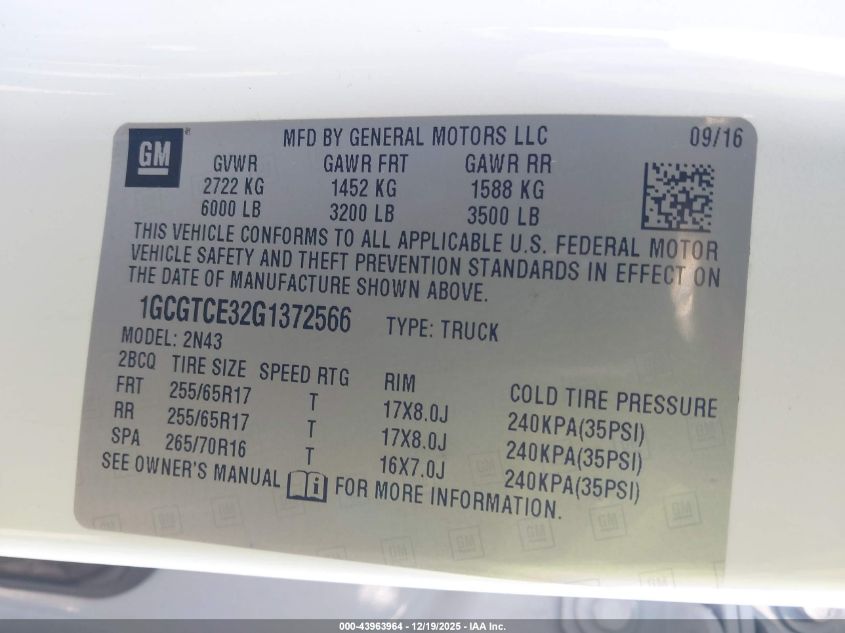 GM
MFD BY GENERAL MOTORS LLC 09/16
GVWR GAWR FRT GAWR RR
2722 KG 1452 KG 1588 KG
6000 LB 3200 LB 3500 LB
THIS VEHICLE CONFORMS TO ALL APPLICABLE U.S. FEDERAL MOTOR
VEHICLE SAFETY AND THEFT PREVENTION STANDARDS IN EFFECT ON
THE DATE OF MANUFACTURE SHOWN ABOVE.
1GCGTCE32G1372566 TYPE: TRUCK
MODEL: 2N43
2BCQ TIRE SIZE SPEED RTG RIM COLD TIRE PRESSURE
FRT 255/65R17 T 17X8.0J 240KPA(35PSI)
RR 255/65R17 T 17X8.0J 240KPA(35PSI)
SPA 265/70R16 T 16X7.0J 240KPA(35PSI)
SEE OWNER'S MANUAL i FOR MORE INFORMATION.
000-43963964 - 12/19/2025 - IAA Inc.